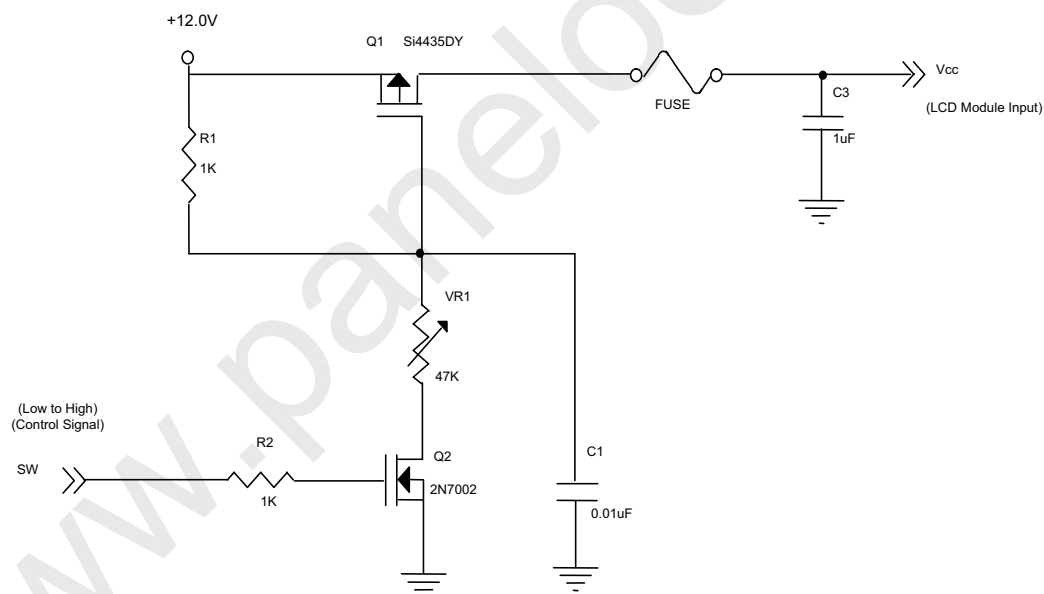 +12.0V
Q1 Si4435DY
Vcc
FUSE
C3
(LCD Module Input)
1uF
R1
1K
VR1
47K
(Low to High)
(Control Signal)
SW
R2
1K
Q2
2N7002
C1
0.01uF
www.panelo